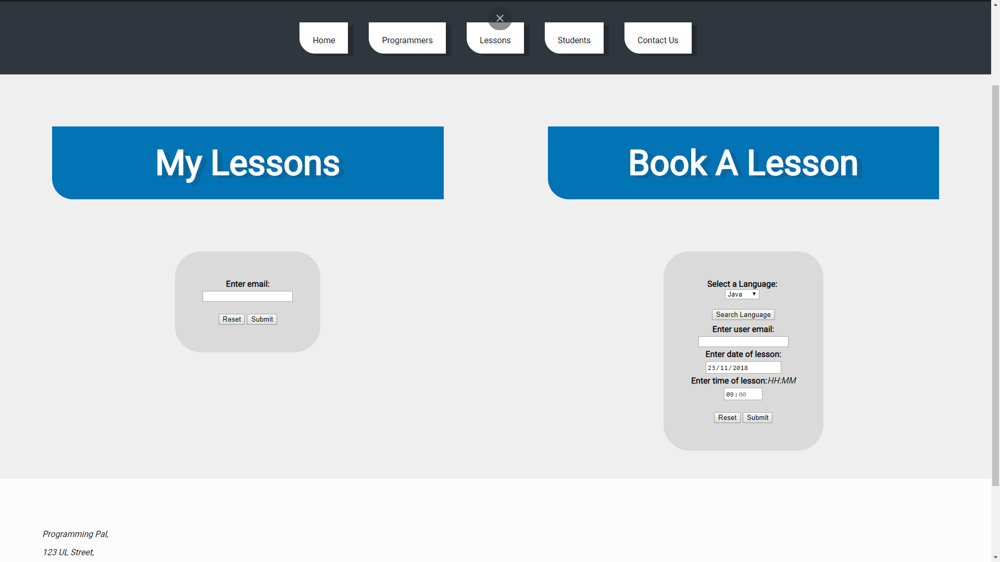 Home
Programmers
Lessons
Students
Contact Us
My Lessons
Enter email:
Reset
Submit
Book A Lesson
Select a Language:
Java
Search Language
Enter user email:
Enter date of lesson:
23/11/2018
Enter time of lesson:HH:MM
09:00
Reset
Submit
Programming Pal,
123 UL Street,